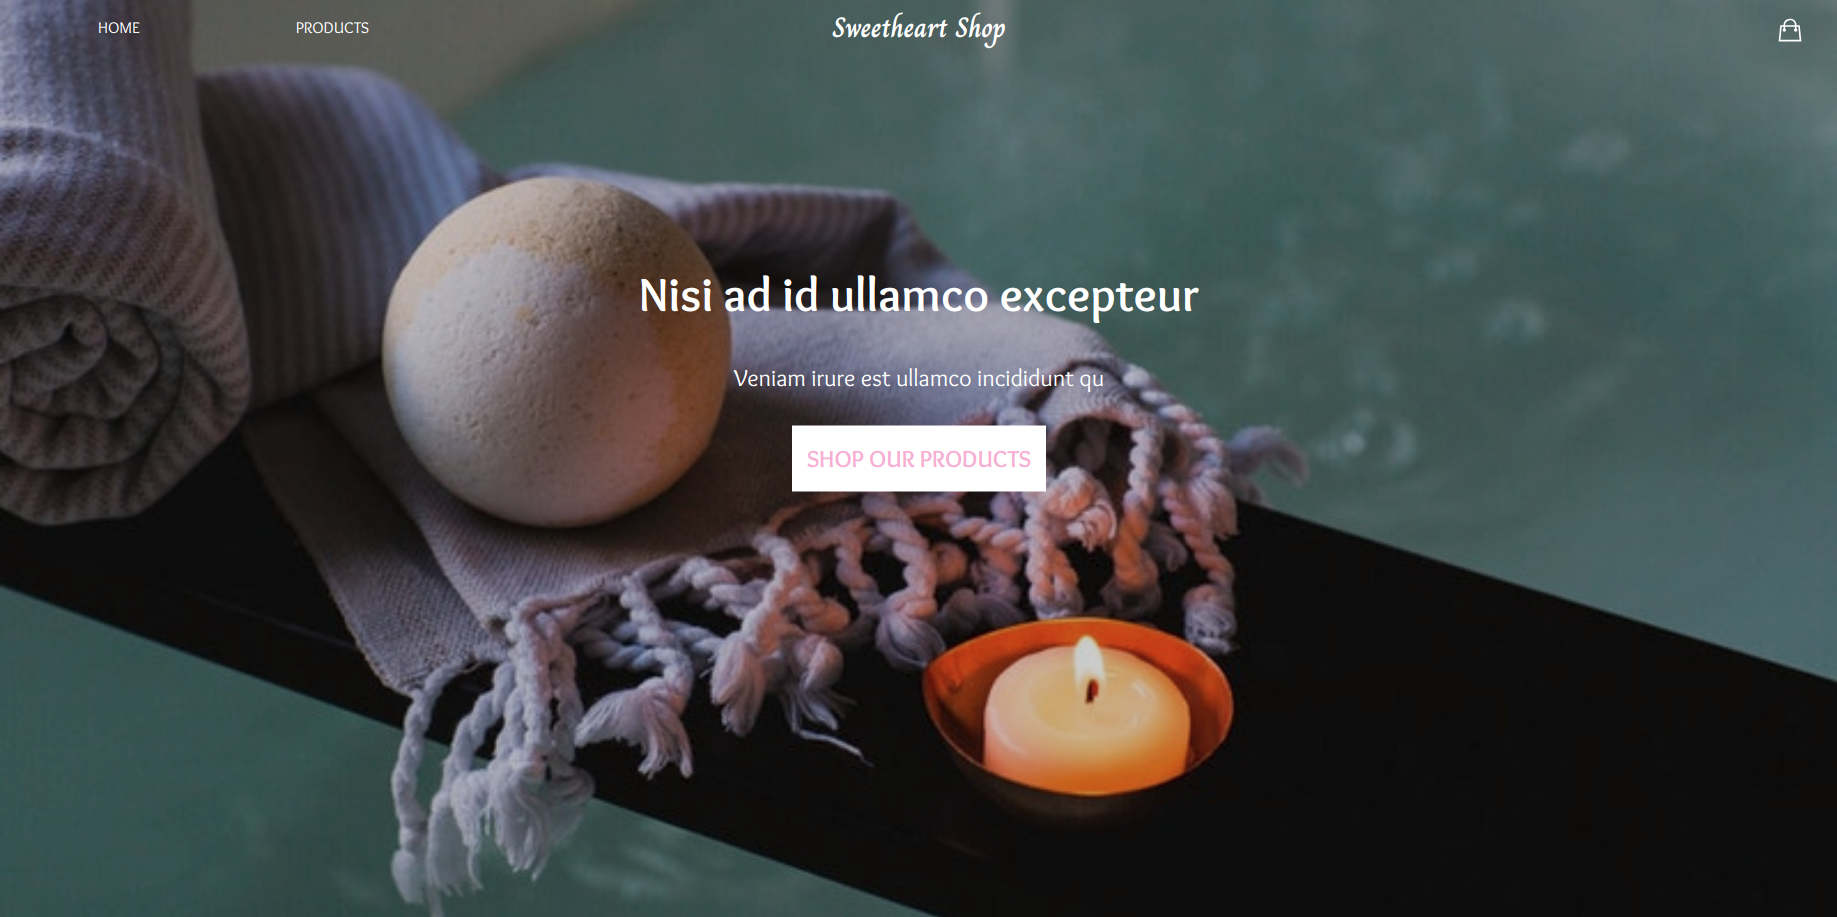 HOME
PRODUCTS
Sweetheart Shop
Nisi ad id ullamco excepteur
Veniam irure est ullamco incididunt qu
SHOP OUR PRODUCTS